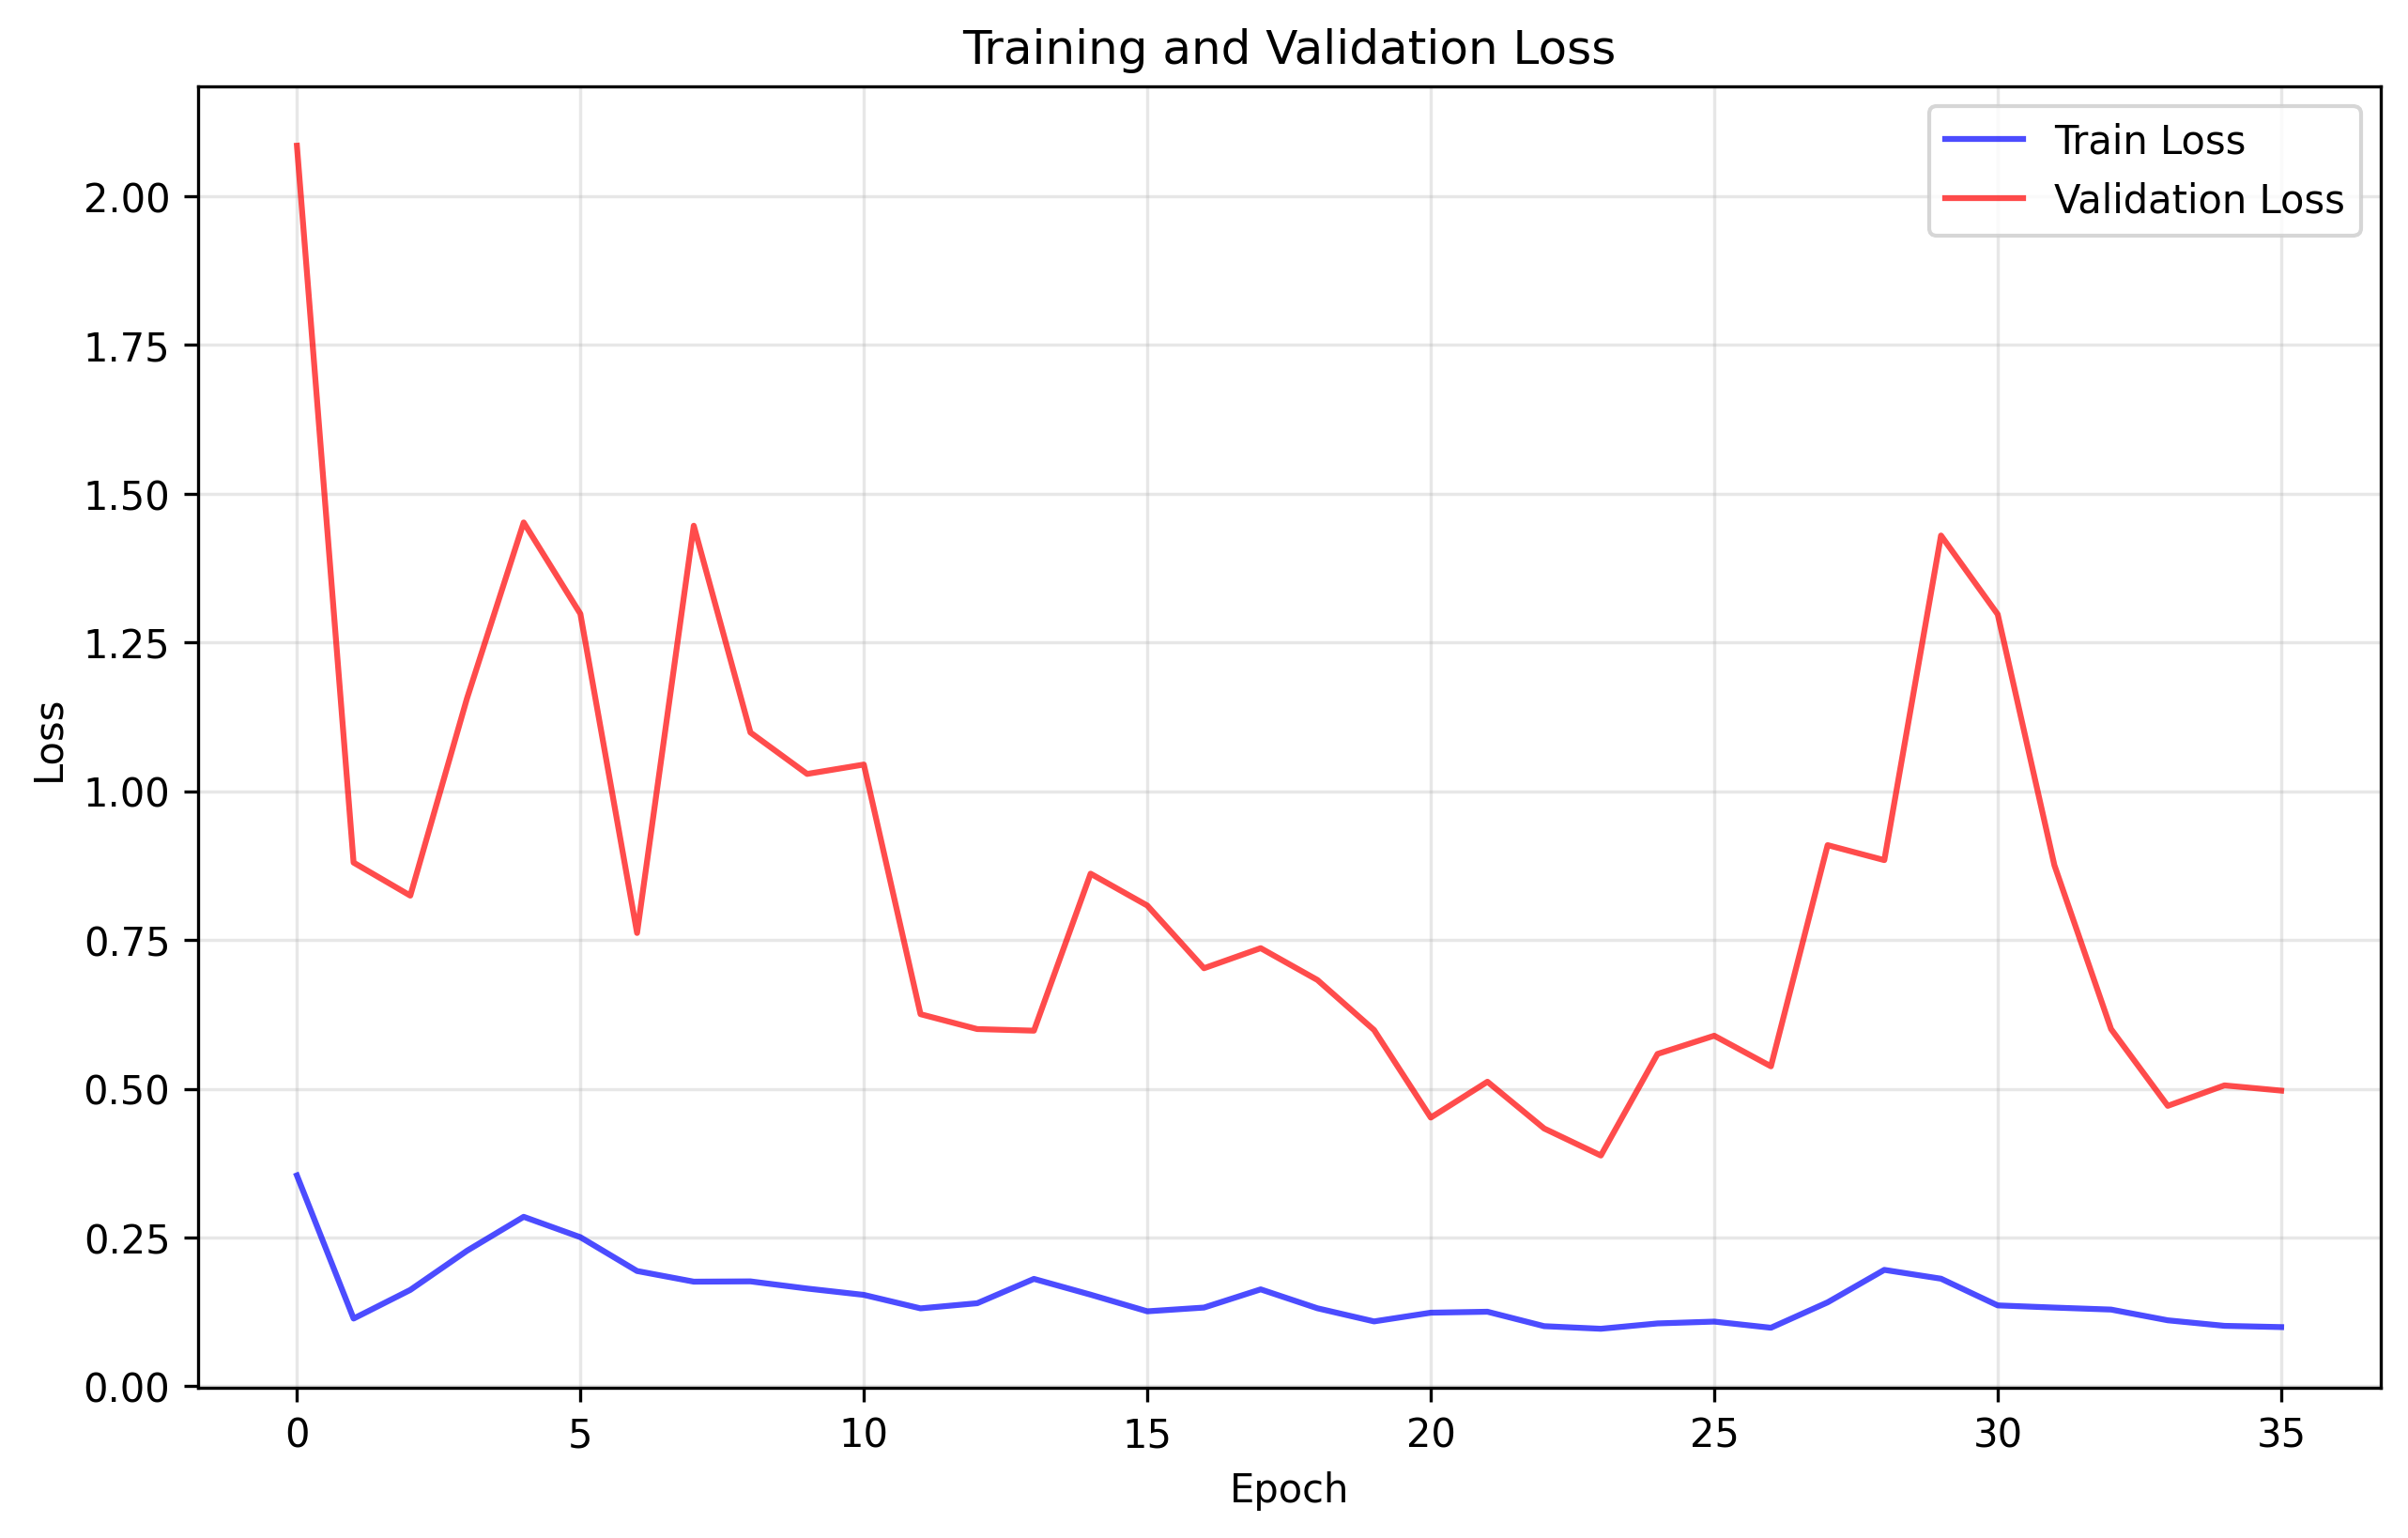 Training and Validation Loss
Train Loss
Validation Loss
2.00
1.75
1.50
1.25
1.00
0.75
0.50
0.25
0.00
Loss
0 5 10 15 20 25 30 35
Epoch